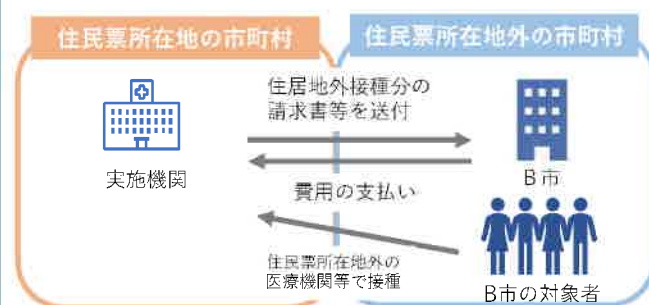 住民票所在地の市町村
住民票所在地外の市町村
住居地外接種分の
請求書等を送付
実施機関
B市
費用の支払い
住民票所在地外の
医療機関等で接種
B市の対象者